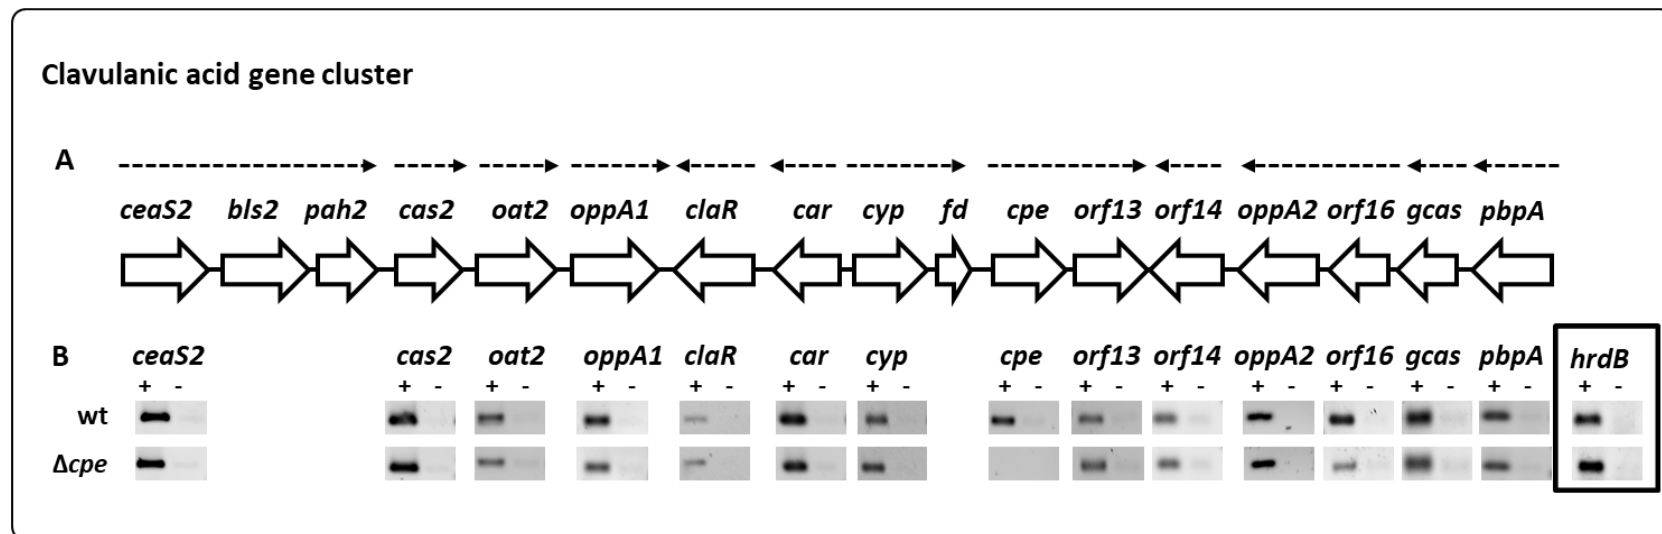 Clavulanic acid gene cluster
A
ceaS2 bls2 pah2 cas2 oat2 oppA1 claR car cyp fd cpe orf13 orf14 oppA2 orf16 gcas pbpA
B ceaS2 cas2 oat2 oppA1 claR car cyp cpe orf13 orf14 oppA2 orf16 gcas pbpA hrdB
+ - + - + - + - + - + - + - + - + - + - + - + - + - + - + -
wt
Δcpe